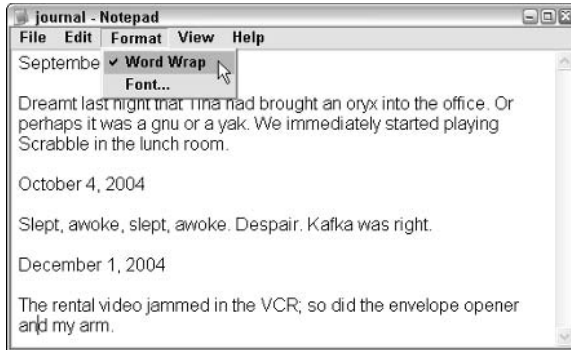 journal - Notepad
File Edit Format View Help
Septembe
✓ Word Wrap
Font...
Dreamt last night that Tina had brought an oryx into the office. Or
perhaps it was a gnu or a yak. We immediately started playing
Scrabble in the lunch room.
October 4, 2004
Slept, awoke, slept, awoke. Despair. Kafka was right.
December 1, 2004
The rental video jammed in the VCR; so did the envelope opener
and my arm.